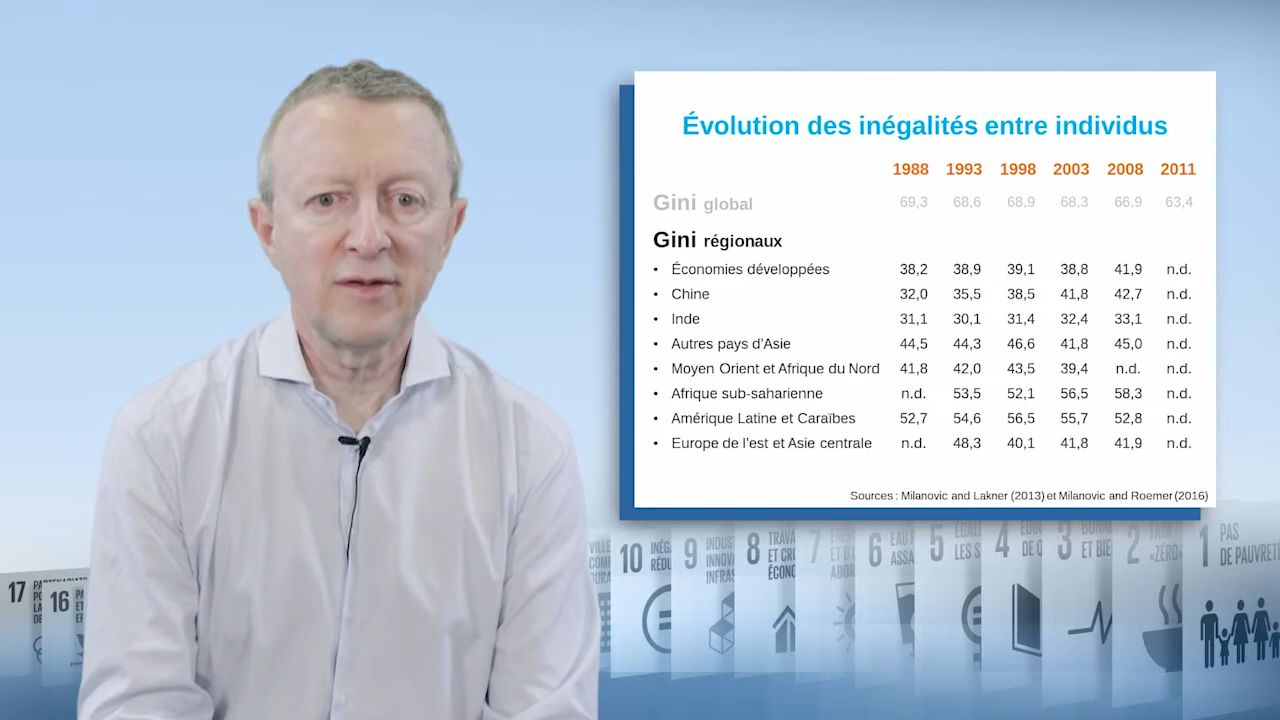 Évolution des inégalités entre individus
1988 1993 1998 2003 2008 2011
Gini global 69,3 68,6 68,9 68,3 66,9 63,4
Gini régionaux
• Économies développées 38,2 38,9 39,1 38,8 41,9 n.d.
• Chine 32,0 35,5 38,5 41,8 42,7 n.d.
• Inde 31,1 30,1 31,4 32,4 33,1 n.d.
• Autres pays d'Asie 44,5 44,3 46,6 41,8 45,0 n.d.
• Moyen Orient et Afrique du Nord 41,8 42,0 43,5 39,4 n.d. n.d.
• Afrique sub-saharienne n.d. 53,5 52,1 56,5 58,3 n.d.
• Amérique Latine et Caraïbes 52,7 54,6 56,5 55,7 52,8 n.d.
• Europe de l'est et Asie centrale n.d. 48,3 40,1 41,8 41,9 n.d.
Sources : Milanovic and Lakner (2013) et Milanovic and Roemer (2016)
17
16
10
9
8
7
6
5
4
3
2
«ZÉRO»
1 PAS
DE PAUVRET